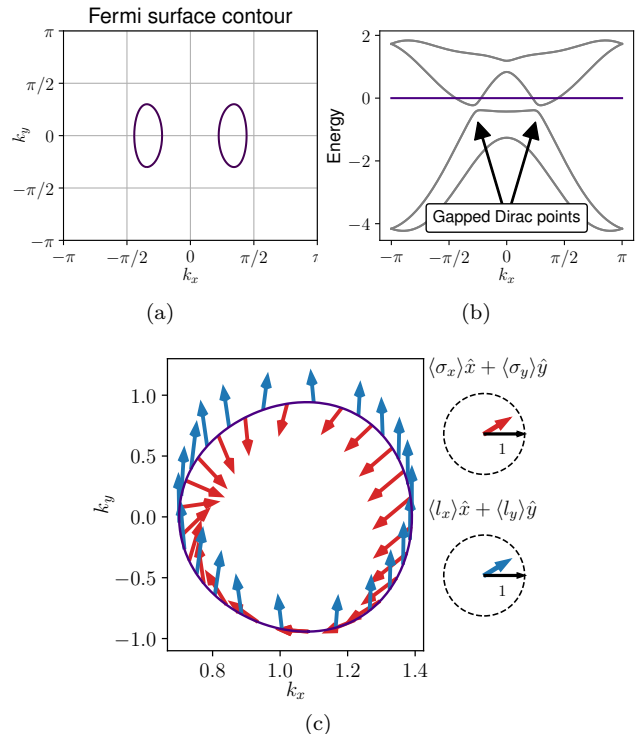 Fermi surface contour
π
π/2
0
−π/2
−π
k_y
−π
−π/2
0
π/2
π
k_x
(a)
2
0
−2
−4
Energy
Gapped Dirac points
−π
−π/2
0
π/2
π
k_x
(b)
1.0
0.5
0.0
−0.5
−1.0
k_y
0.8
1.0
1.2
1.4
k_x
⟨σ_x⟩x̂ + ⟨σ_y⟩ŷ
1
⟨l_x⟩x̂ + ⟨l_y⟩ŷ
1
(c)